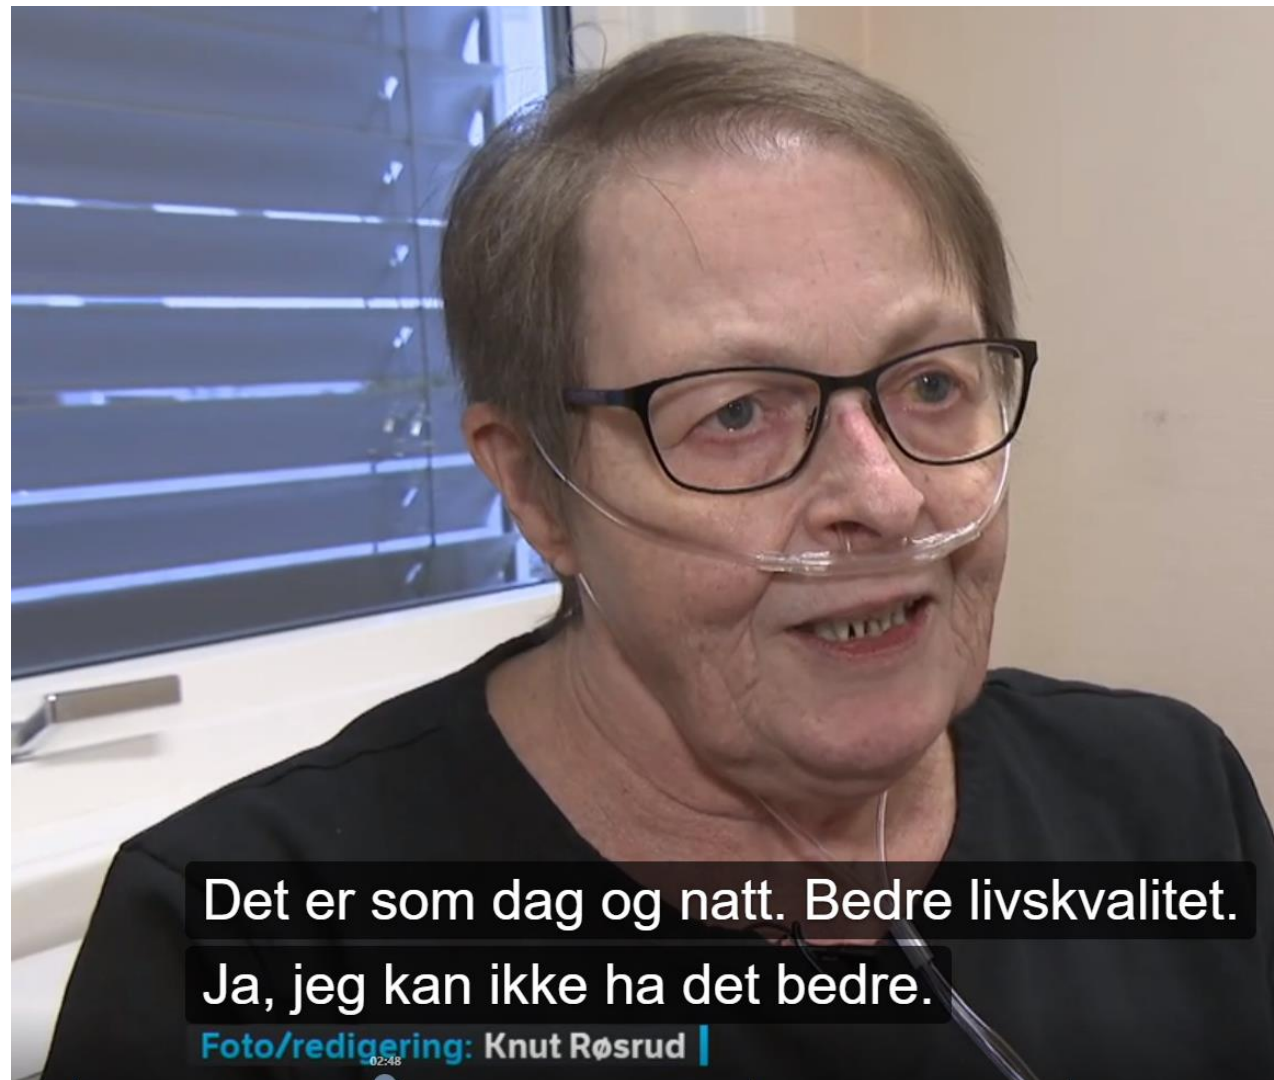 Det er som dag og natt. Bedre livskvalitet.
Ja, jeg kan ikke ha det bedre.
Foto/redigering: Knut Røsrud
02:48